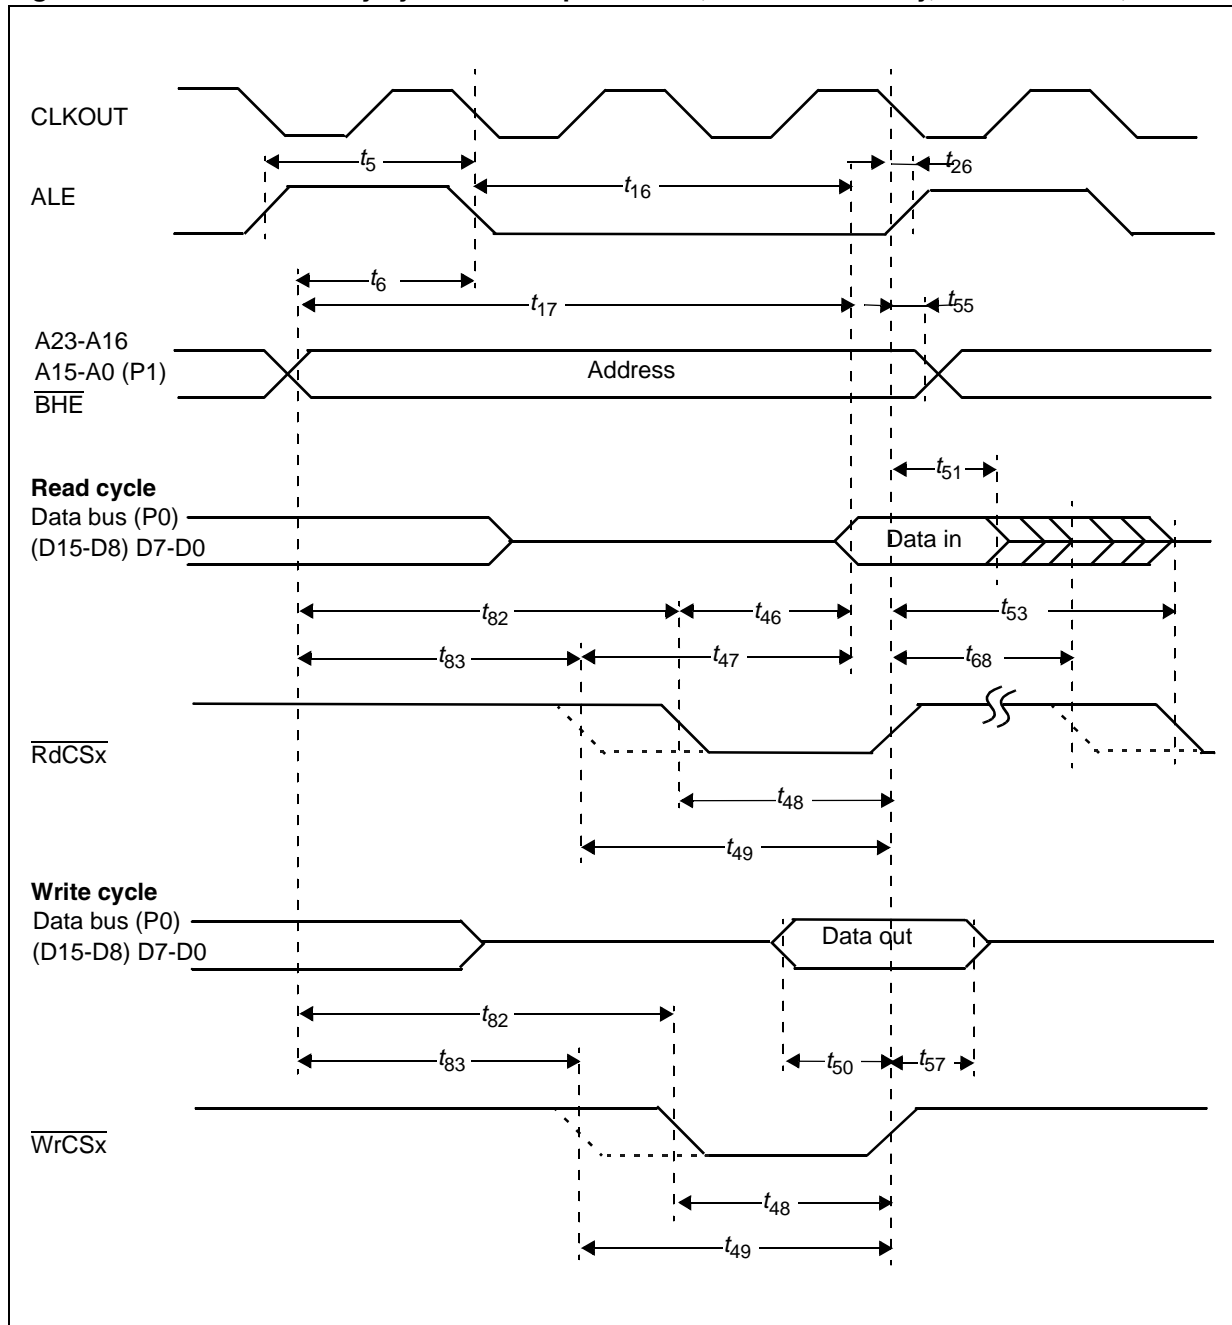 CLKOUT
t5
t26
ALE
t16
t6
t17
t55
A23-A16
A15-A0 (P1)
Address
BHE
t51
Read cycle
Data bus (P0)
Data in
(D15-D8) D7-D0
t82
t46
t53
t83
t47
t68
RdCSx
t48
t49
Write cycle
Data bus (P0)
Data out
(D15-D8) D7-D0
t82
t83
t50
t57
WrCSx
t48
t49